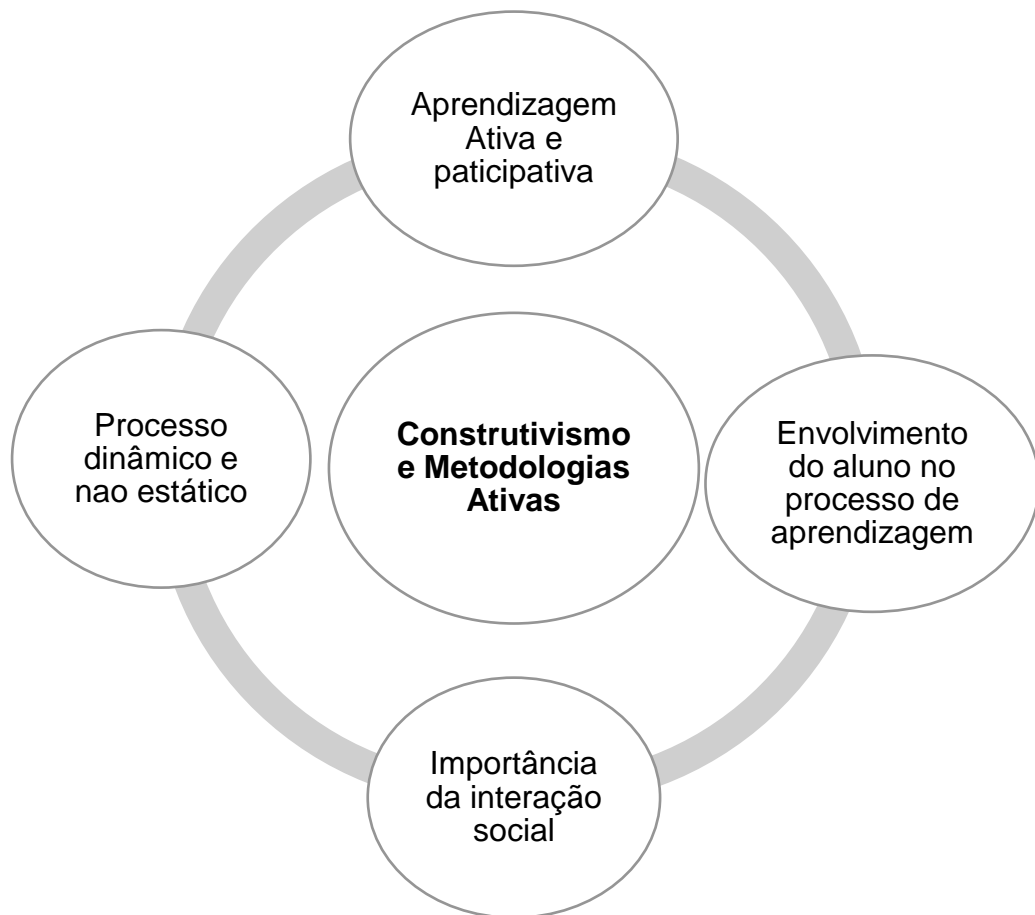 Aprendizagem
Ativa e
paticipativa
Processo
dinâmico e
nao estático
Construtivismo
e Metodologias
Ativas
Envolvimento
do aluno no
processo de
aprendizagem
Importância
da interação
social